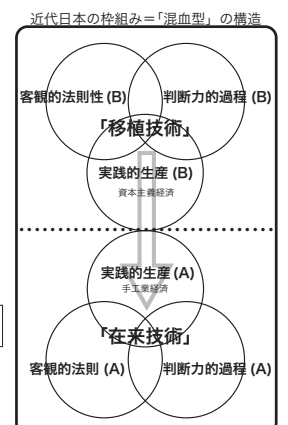 近代日本の枠組み＝「混血型」の構造
客観的法則性 (B)
判断力的過程 (B)
「移植技術」
実践的生産 (B)
資本主義経済
実践的生産 (A)
手工業経済
「在来技術」
客観的法則 (A)
判断力的過程 (A)